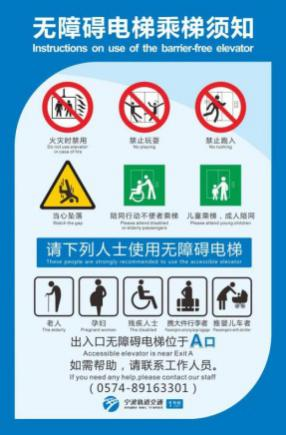 无障碍电梯乘梯须知
Instructions on use of the barrier-free elevator
火灾时禁用 禁止玩耍 禁止跑入
Do not use elevator in case of fire No playing No rushing
当心坠落 陪同行动不便者乘梯 儿童乘梯，成人陪同
Watch the gap Please attend disabled or elderly passengers Please attend young children
请下列人士使用无障碍电梯
These people are strongly recommended to use the accessible elevator
老人 孕妇 残疾人士 携大件行李者 推婴儿车者
The elderly Pregnant women The disabled
出入口无障碍电梯位于A口
Accessible elevator is near Exit A
如需帮助，请联系工作人员。
If you need any help,please contact our staff
(0574-89163301)
宁波轨道交通